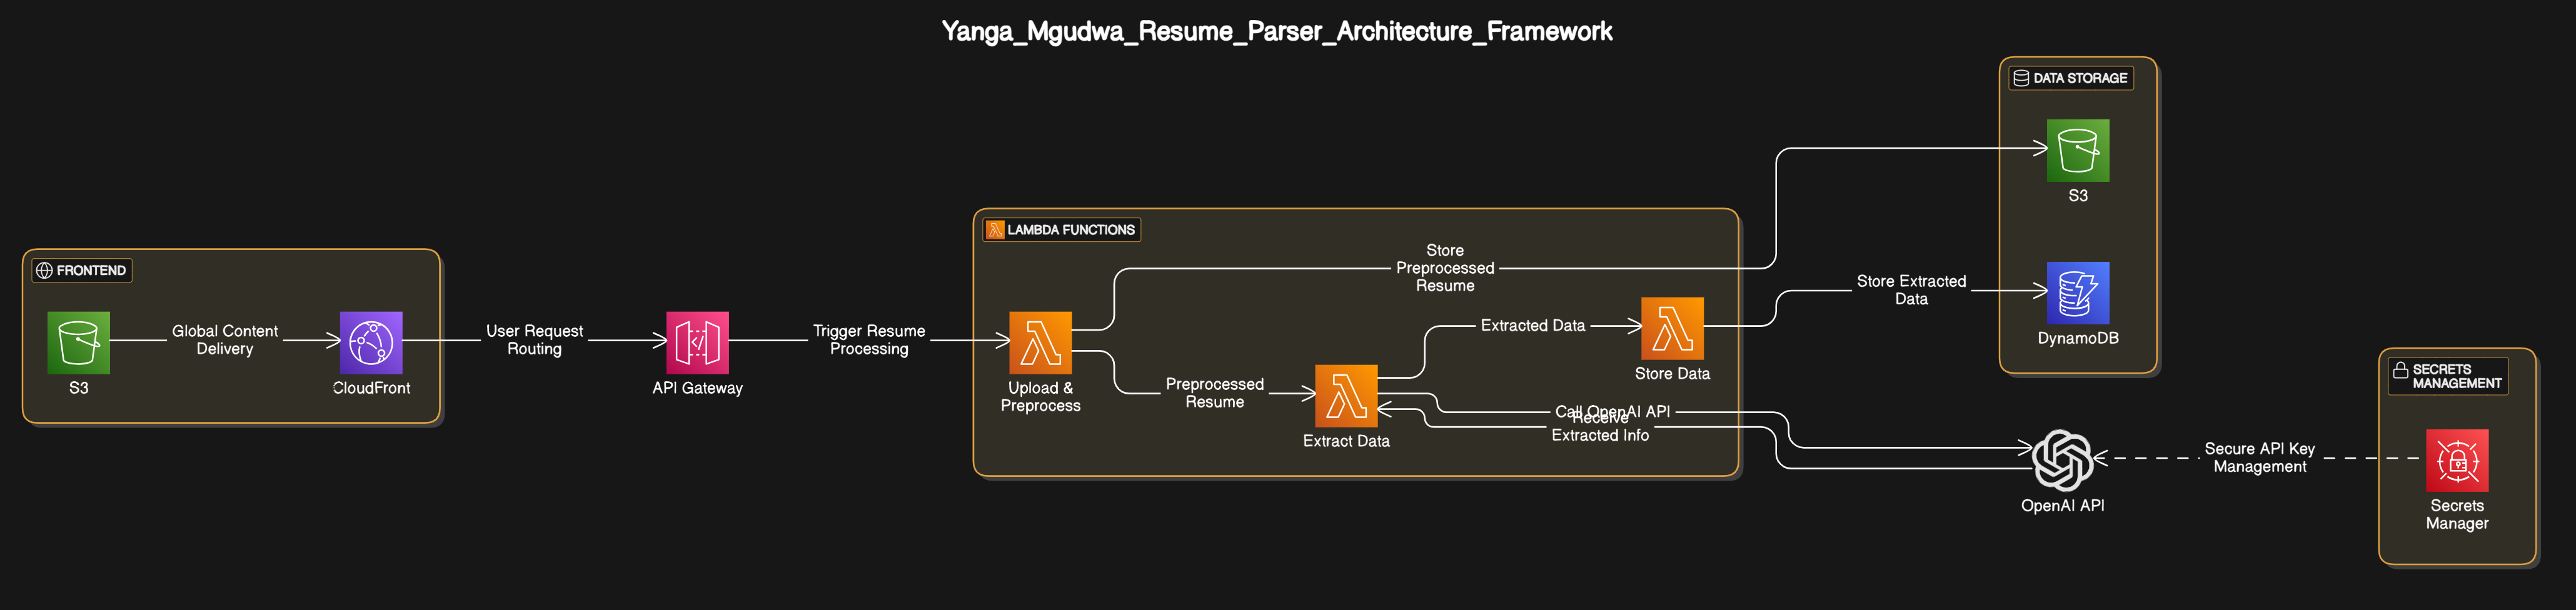 Yanga_Mgudwa_Resume_Parser_Architecture_Framework
FRONTEND
S3
Global Content
Delivery
CloudFront
User Request
Routing
API Gateway
Trigger Resume
Processing
LAMBDA FUNCTIONS
Upload &
Preprocess
Store
Preprocessed
Resume
Preprocessed
Resume
Extract Data
Extracted Data
Store Data
Call OpenAI API
Receive
Extracted Info
DATA STORAGE
S3
Store Extracted
Data
DynamoDB
OpenAI API
Secure API Key
Management
SECRETS
MANAGEMENT
Secrets
Manager